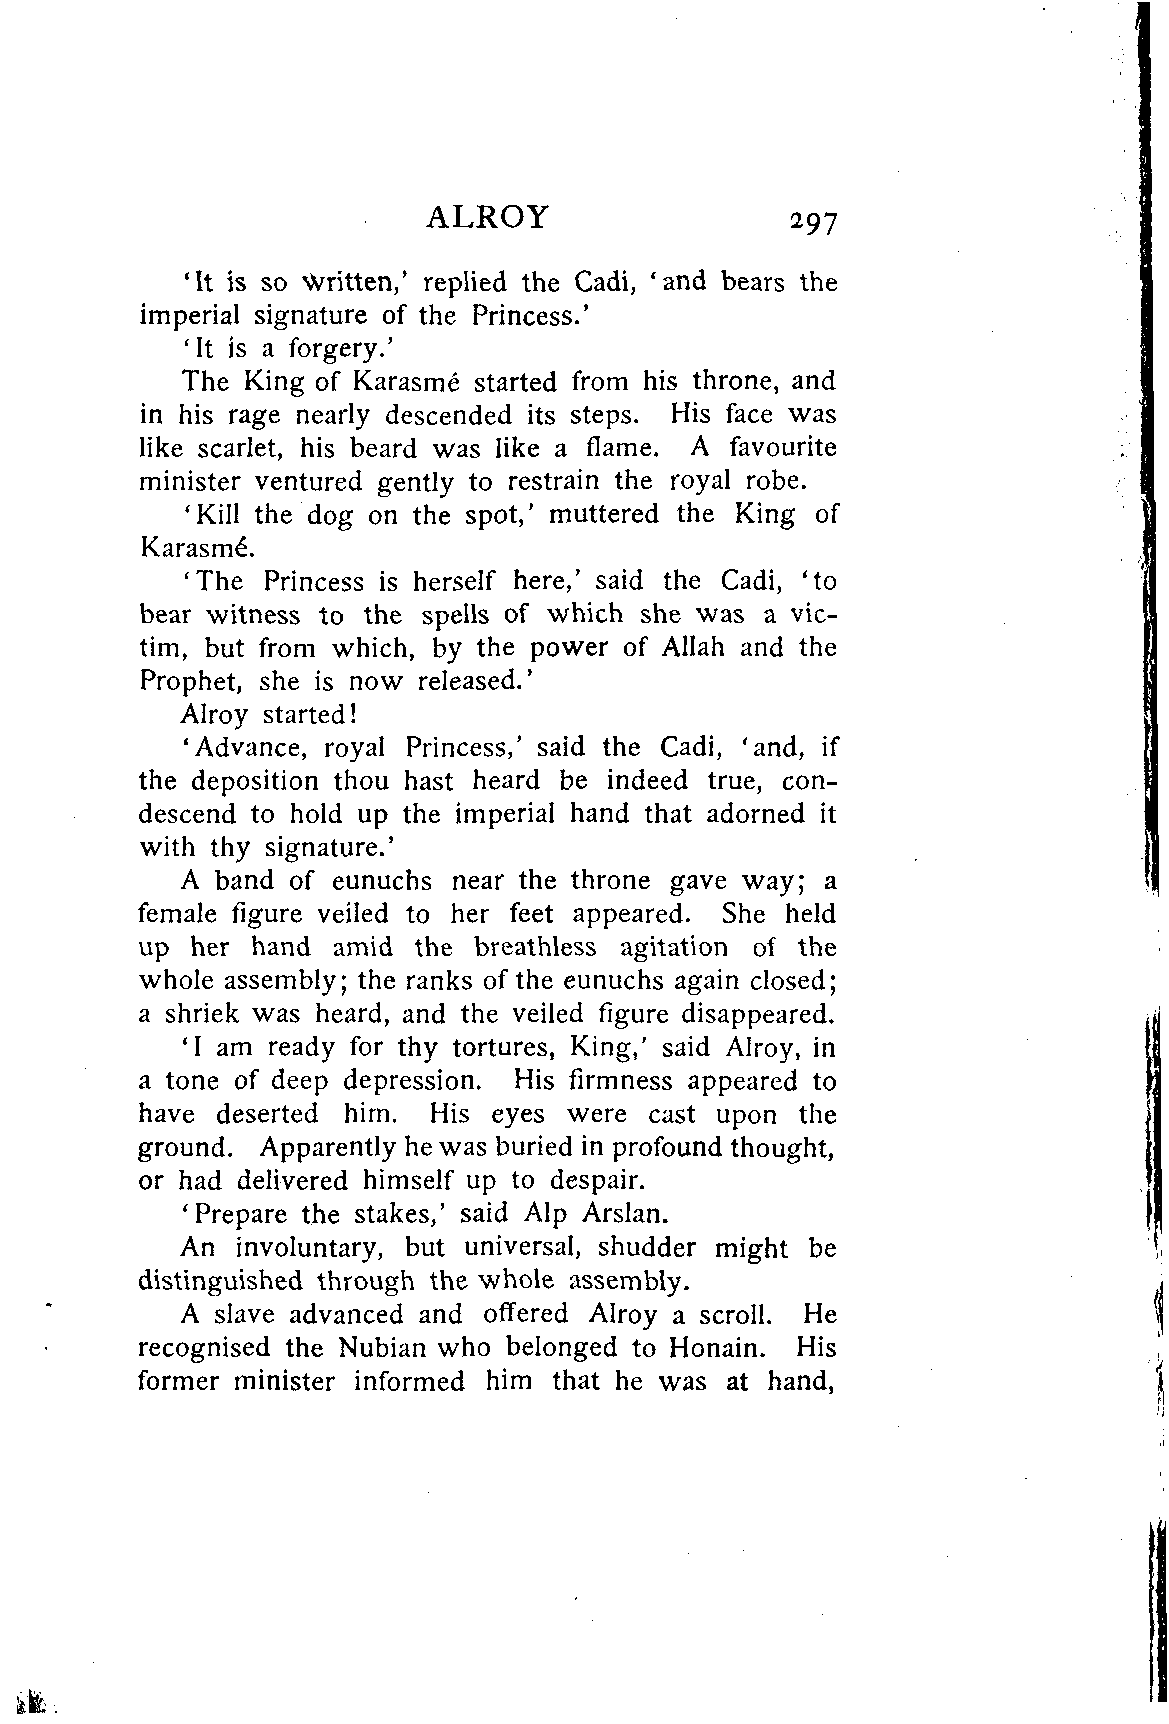 ALROY 297
‘It is so written,’ replied the Cadi, ‘and bears the
imperial signature of the Princess.’
‘It is a forgery.’
The King of Karasmé started from his throne, and
in his rage nearly descended its steps. His face was
like scarlet, his beard was like a flame. A favourite
minister ventured gently to restrain the royal robe.
‘Kill the dog on the spot,’ muttered the King of
Karasmé.
‘The Princess is herself here,’ said the Cadi, ‘to
bear witness to the spells of which she was a vic-
tim, but from which, by the power of Allah and the
Prophet, she is now released.’
Alroy started!
‘Advance, royal Princess,’ said the Cadi, ‘and, if
the deposition thou hast heard be indeed true, con-
descend to hold up the imperial hand that adorned it
with thy signature.’
A band of eunuchs near the throne gave way; a
female figure veiled to her feet appeared. She held
up her hand amid the breathless agitation of the
whole assembly; the ranks of the eunuchs again closed;
a shriek was heard, and the veiled figure disappeared.
‘I am ready for thy tortures, King,’ said Alroy, in
a tone of deep depression. His firmness appeared to
have deserted him. His eyes were cast upon the
ground. Apparently he was buried in profound thought,
or had delivered himself up to despair.
‘Prepare the stakes,’ said Alp Arslan.
An involuntary, but universal, shudder might be
distinguished through the whole assembly.
A slave advanced and offered Alroy a scroll. He
recognised the Nubian who belonged to Honain. His
former minister informed him that he was at hand,